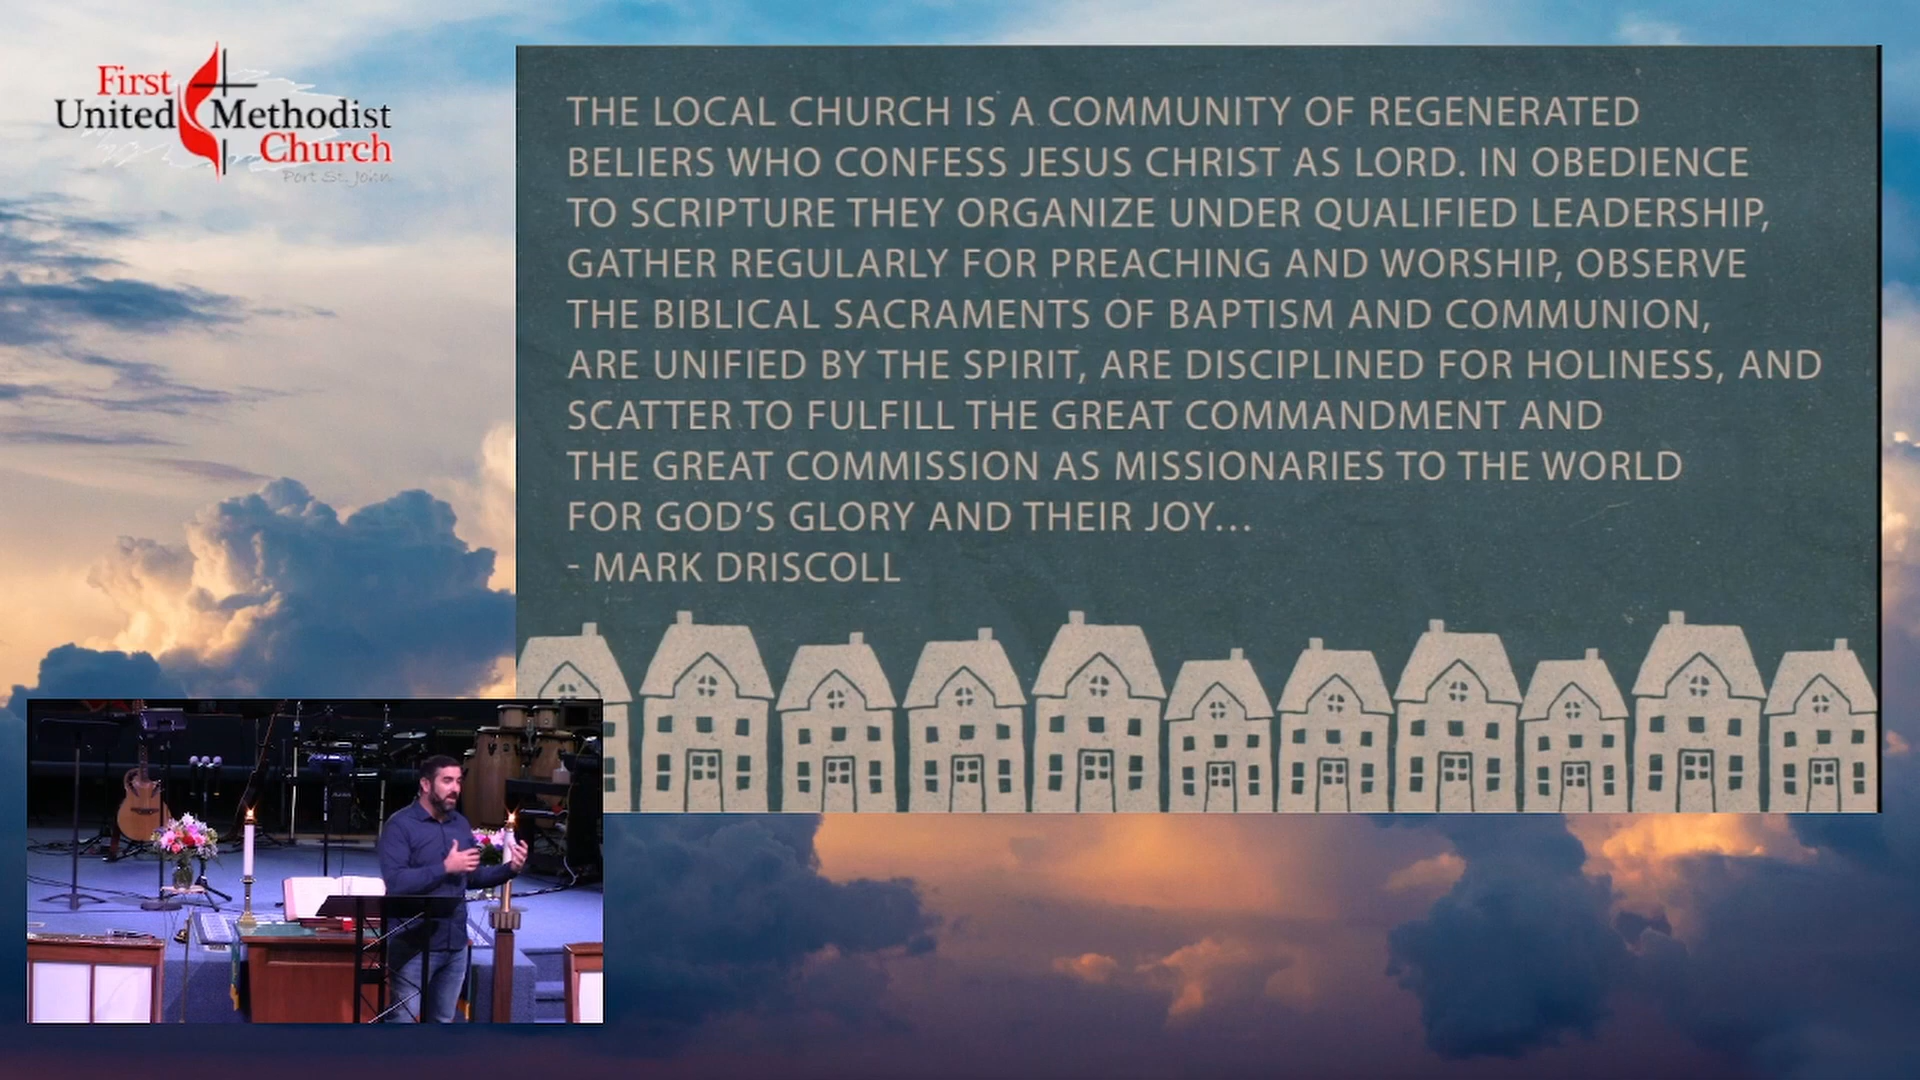 First
United Methodist
Church
Port St. John
THE LOCAL CHURCH IS A COMMUNITY OF REGENERATED
BELIERS WHO CONFESS JESUS CHRIST AS LORD. IN OBEDIENCE
TO SCRIPTURE THEY ORGANIZE UNDER QUALIFIED LEADERSHIP,
GATHER REGULARLY FOR PREACHING AND WORSHIP, OBSERVE
THE BIBLICAL SACRAMENTS OF BAPTISM AND COMMUNION,
ARE UNIFIED BY THE SPIRIT, ARE DISCIPLINED FOR HOLINESS, AND
SCATTER TO FULFILL THE GREAT COMMANDMENT AND
THE GREAT COMMISSION AS MISSIONARIES TO THE WORLD
FOR GOD'S GLORY AND THEIR JOY...
- MARK DRISCOLL